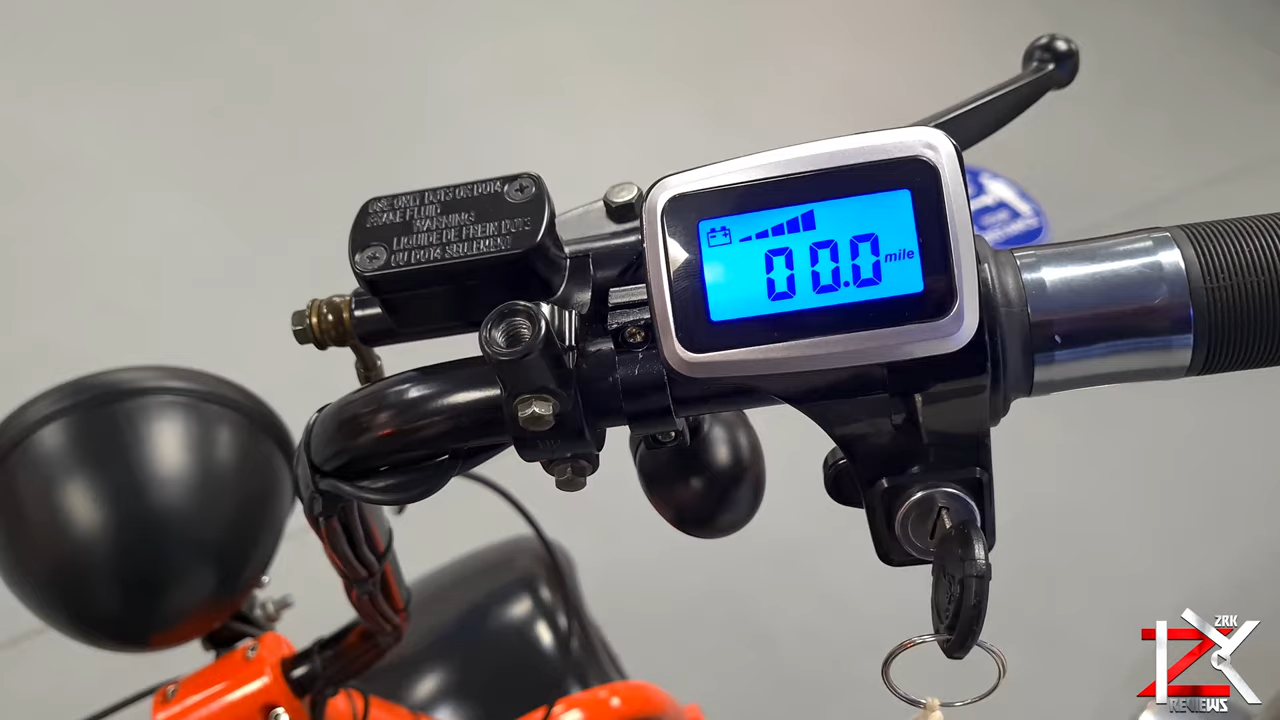 USE ONLY DOT3 OR DOT4
BRAKE FLUID
WARNING
LIQUIDE DE FREIN DOT3
OU DOT4 SEULEMENT
00.0 mile
ZRK
REVIEWS